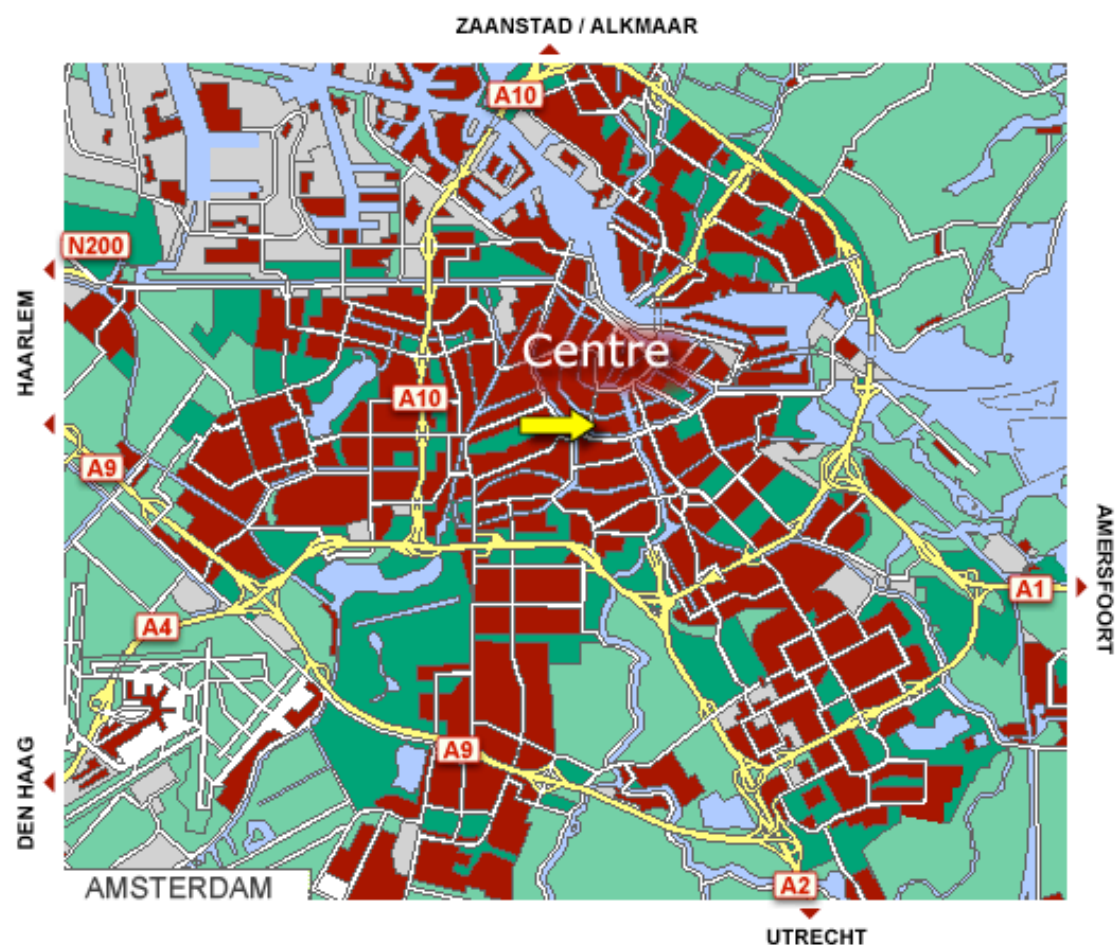 ZAANSTAD / ALKMAAR
A10
N200
HAARLEM
Centre
A10
A9
AMERSFOORT
A1
A4
A9
DEN HAAG
AMSTERDAM
A2
UTRECHT